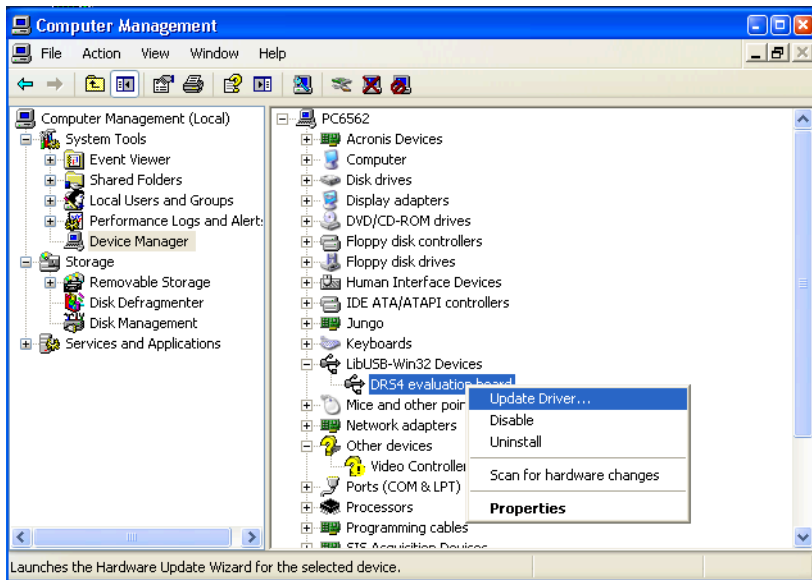 Computer Management
File Action View Window Help
Computer Management (Local)
System Tools
Event Viewer
Shared Folders
Local Users and Groups
Performance Logs and Alert
Device Manager
Storage
Removable Storage
Disk Defragmenter
Disk Management
Services and Applications
PC6562
Acronis Devices
Computer
Disk drives
Display adapters
DVD/CD-ROM drives
Floppy disk controllers
Floppy disk drives
Human Interface Devices
IDE ATA/ATAPI controllers
Jungo
Keyboards
LibUSB-Win32 Devices
DRS4 evaluation board
Mice and other poin
Network adapters
Other devices
Video Controller
Ports (COM & LPT)
Processors
Programming cables
SIS Acquisition Devices
Update Driver...
Disable
Uninstall
Scan for hardware changes
Properties
Launches the Hardware Update Wizard for the selected device.